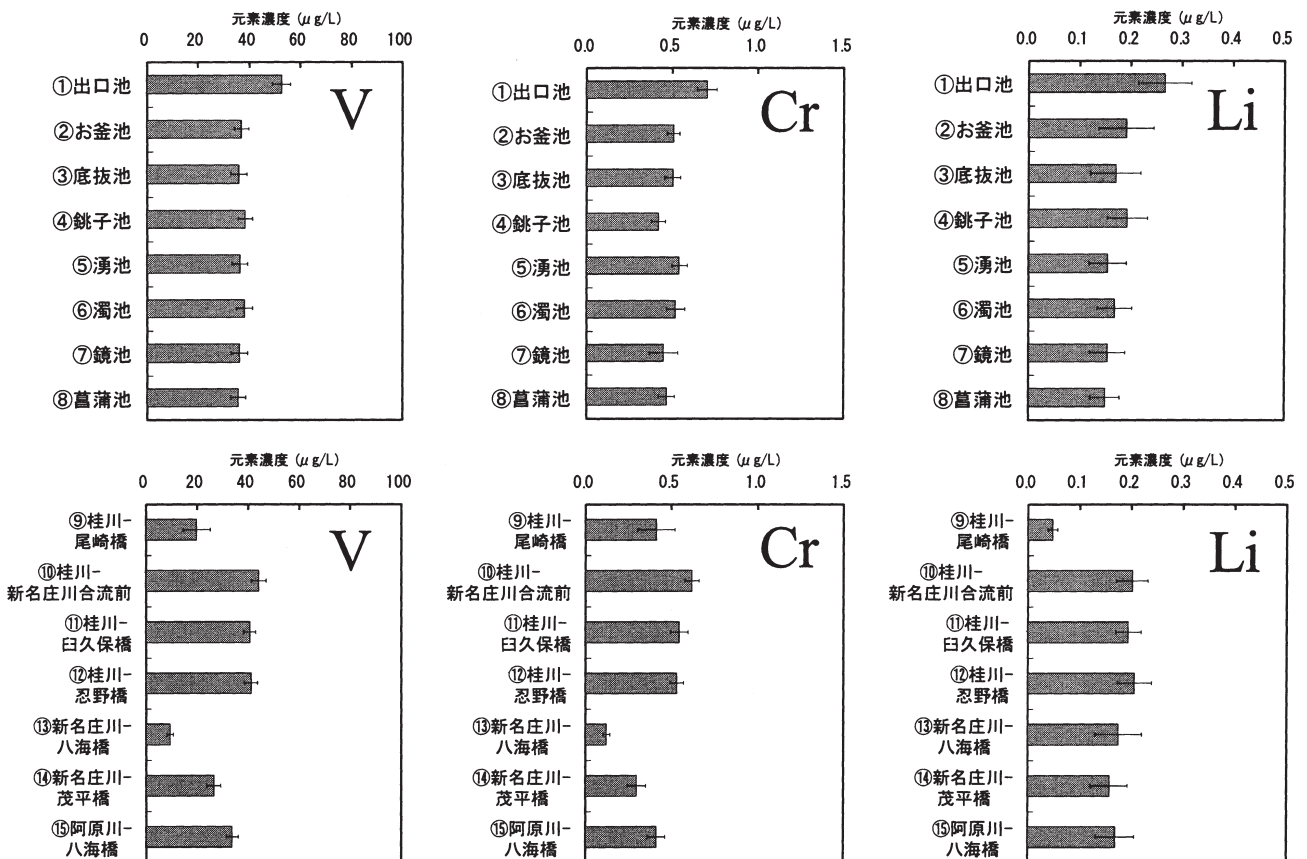 元素濃度 (μg/L)
0 20 40 60 80 100
V
①出口池
②お釜池
③底抜池
④銚子池
⑤湧池
⑥濁池
⑦鏡池
⑧菖蒲池
元素濃度 (μg/L)
0.0 0.5 1.0 1.5
Cr
①出口池
②お釜池
③底抜池
④銚子池
⑤湧池
⑥濁池
⑦鏡池
⑧菖蒲池
元素濃度 (μg/L)
0.0 0.1 0.2 0.3 0.4 0.5
Li
①出口池
②お釜池
③底抜池
④銚子池
⑤湧池
⑥濁池
⑦鏡池
⑧菖蒲池
元素濃度 (μg/L)
0 20 40 60 80 100
V
⑨桂川−
尾崎橋
⑩桂川−
新名庄川合流前
⑪桂川−
臼久保橋
⑫桂川−
忍野橋
⑬新名庄川−
八海橋
⑭新名庄川−
茂平橋
⑮阿原川−
八海橋
元素濃度 (μg/L)
0.0 0.5 1.0 1.5
Cr
⑨桂川−
尾崎橋
⑩桂川−
新名庄川合流前
⑪桂川−
臼久保橋
⑫桂川−
忍野橋
⑬新名庄川−
八海橋
⑭新名庄川−
茂平橋
⑮阿原川−
八海橋
元素濃度 (μg/L)
0.0 0.1 0.2 0.3 0.4 0.5
Li
⑨桂川−
尾崎橋
⑩桂川−
新名庄川合流前
⑪桂川−
臼久保橋
⑫桂川−
忍野橋
⑬新名庄川−
八海橋
⑭新名庄川−
茂平橋
⑮阿原川−
八海橋